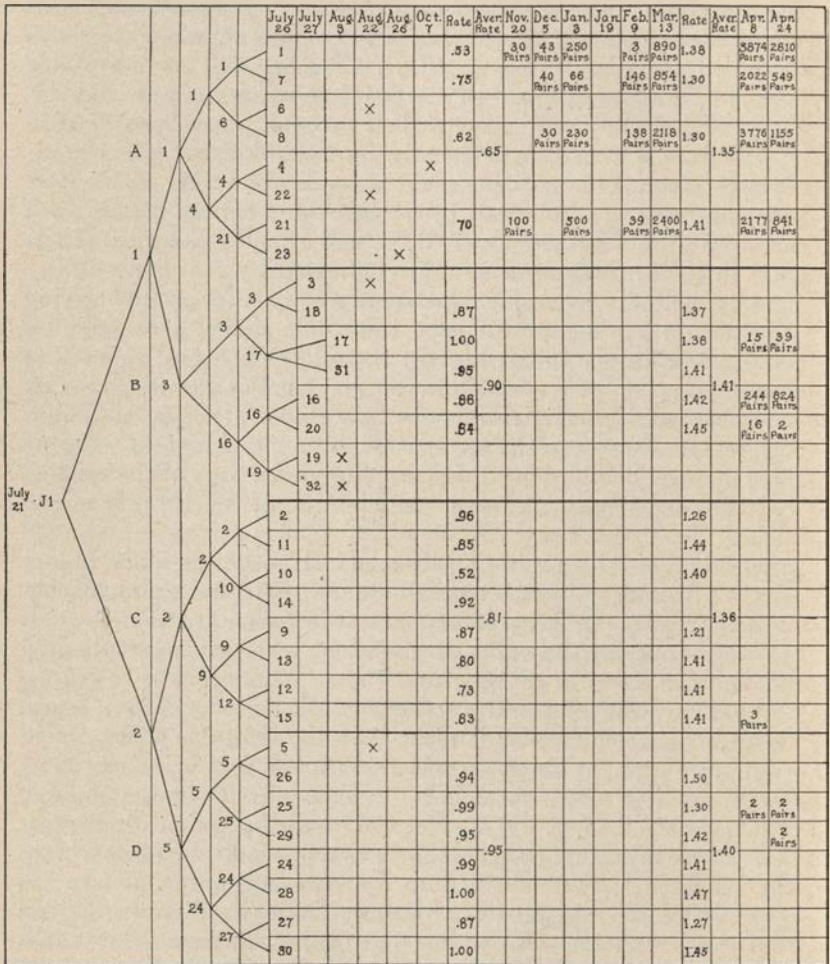 July 26 July 27 Aug 3 Aug 22 Aug 26 Oct. 7 Rate Aver. Rate Nov. 20 Dec. 5 Jan. 3 Jan 19 Feb. 9 Mar. 13 Rate Aver. Rate Apr. 8 Apr. 24
1 1 .53 30 Pairs 43 Pairs 250 Pairs 3 Pairs 890 Pairs 1.38 3874 Pairs 2810 Pairs
7 .75 40 Pairs 66 Pairs 146 Pairs 854 Pairs 1.30 2022 Pairs 549 Pairs
1
6 6 ×
8 .62 30 Pairs 230 Pairs 138 Pairs 2118 Pairs 1.30 3776 Pairs 1155 Pairs
A 1 .65 1.35
4 4 ×
22 ×
4
21 21 70 100 Pairs 500 Pairs 39 Pairs 2400 Pairs 1.41 2177 Pairs 841 Pairs
23 ×
1
3 3 ×
18 .87 1.37
3
17 17 1.00 1.38 15 Pairs 39 Pairs
31 .95 1.41
B 3 .90 1.41
16 16 .86 1.42 244 Pairs 824 Pairs
20 .84 1.45 16 Pairs 2 Pairs
16
19 19 ×
32 ×
July 21 J1
2 2 .96 1.26
11 .85 1.44
2
10 10 .52 1.40
14 .92
C 2 .81 1.36
9 9 .87 1.21
13 .80 1.41
9
12 12 .73 1.41
15 .83 1.41 3 Pairs
2
5 5 ×
26 .94 1.50
5
25 25 .99 1.30 2 Pairs 2 Pairs
29 .95 1.42 2 Pairs
D 5 .95 1.40
24 24 .99 1.41
28 1.00 1.47
24
27 27 .87 1.27
30 1.00 1.45